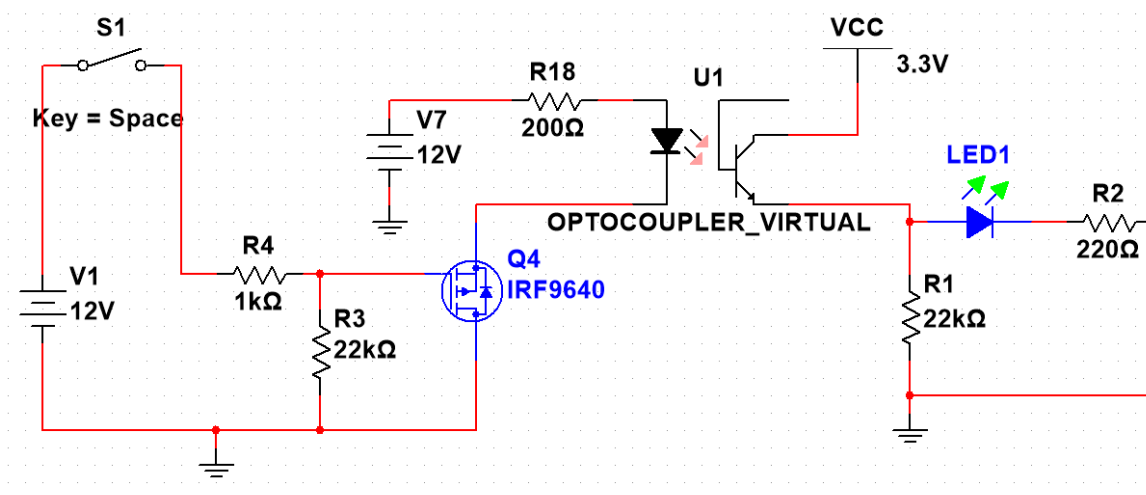 S1
Key = Space
V1
12V
R4
1kΩ
R3
22kΩ
V7
12V
R18
200Ω
U1
OPTOCOUPLER_VIRTUAL
Q4
IRF9640
VCC
3.3V
LED1
R2
220Ω
R1
22kΩ